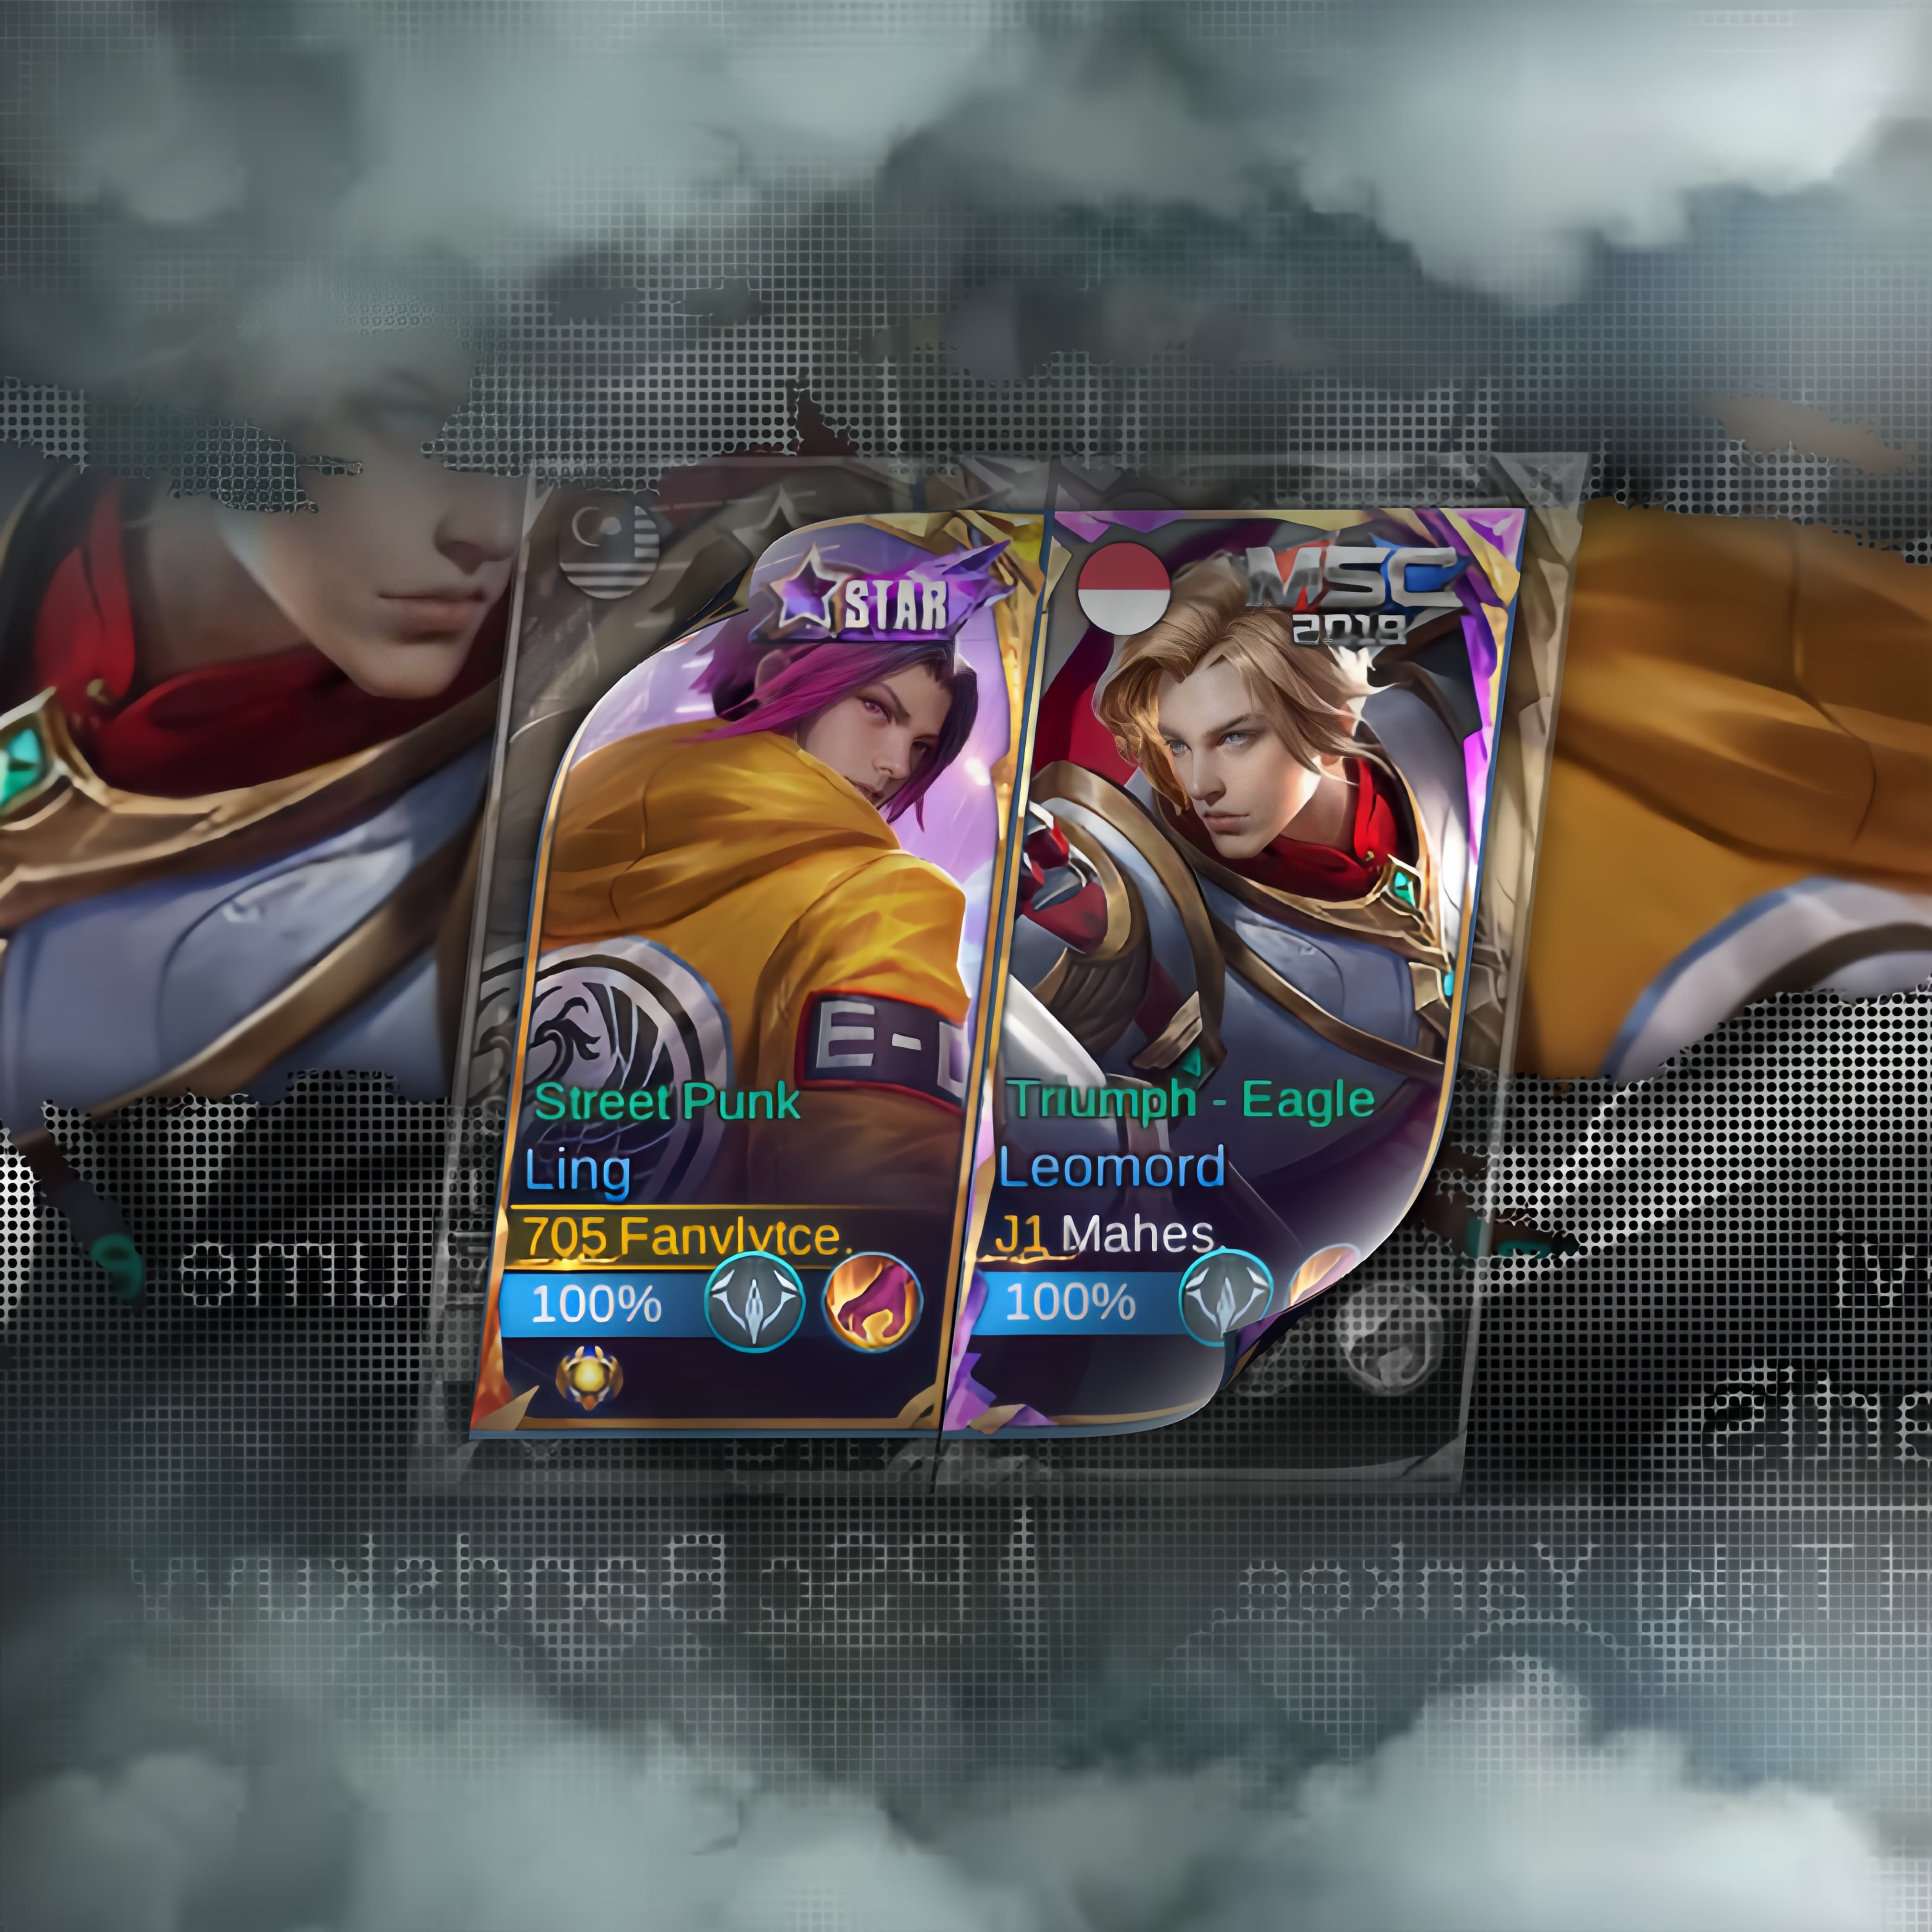 STAR
MSC
2019
E-
Street Punk
Ling
705 Fanvlytce.
100%
Triumph - Eagle
Leomord
J1 Mahes.
100%